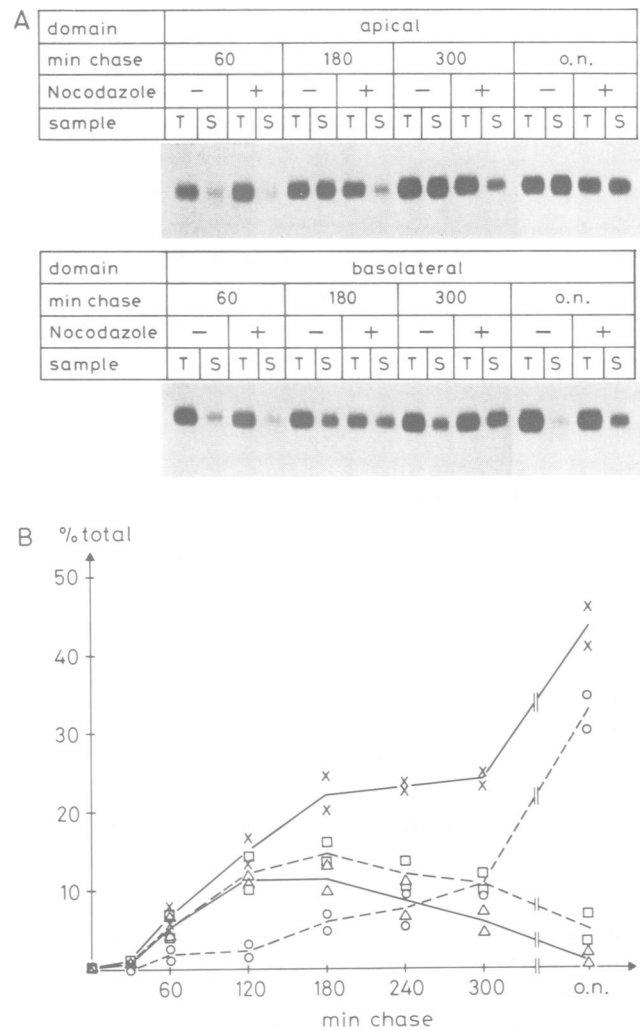 A
domain apical
min chase 60 180 300 o.n.
Nocodazole − + − + − + − +
sample T S T S T S T S T S T S T S T S
domain basolateral
min chase 60 180 300 o.n.
Nocodazole − + − + − + − +
sample T S T S T S T S T S T S T S T S
B % total
50
40
30
20
10
60 120 180 240 300 o.n.
min chase